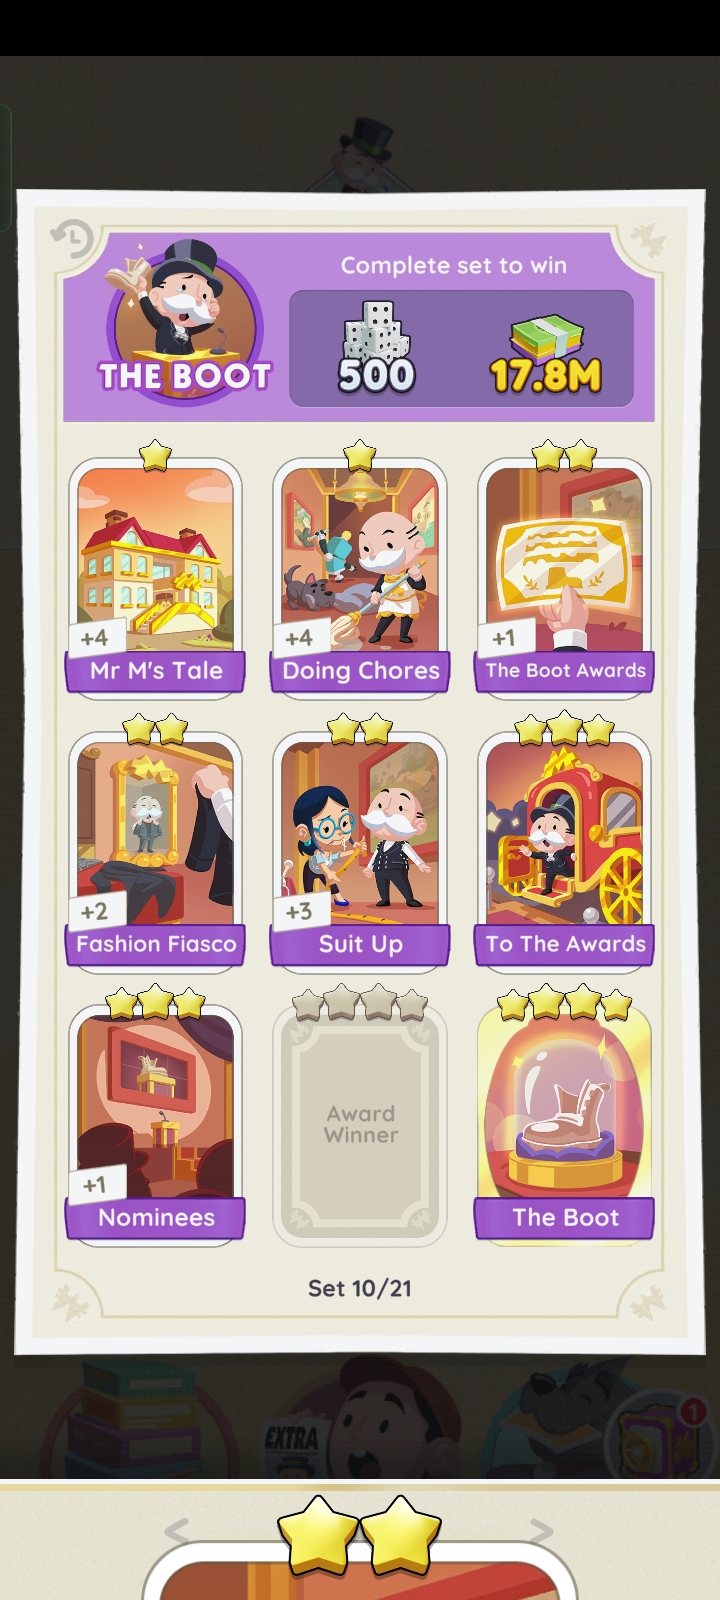 Complete set to win
THE BOOT
500
17.8M
+4
Mr M's Tale
+4
Doing Chores
+1
The Boot Awards
+2
Fashion Fiasco
+3
Suit Up
To The Awards
+1
Nominees
Award
Winner
The Boot
Set 10/21
EXTRA
1